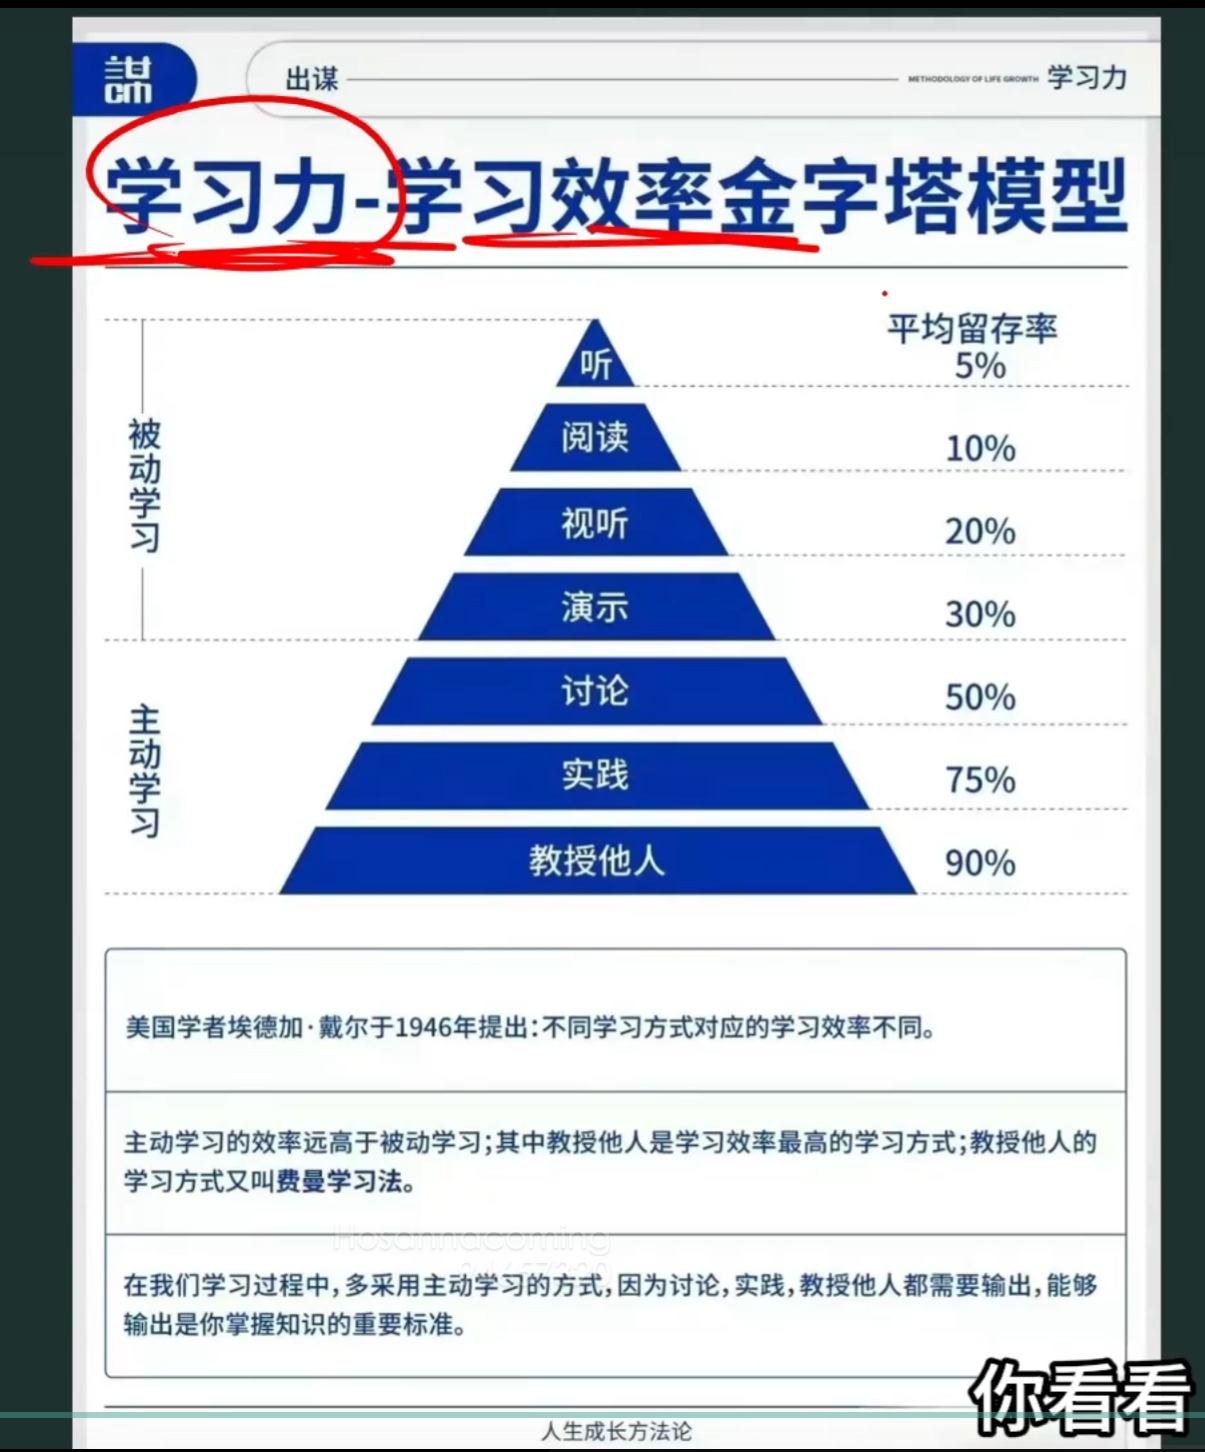 謀
cm
出谋
METHODOLOGY OF LIFE GROWTH 学习力
学习力-学习效率金字塔模型
平均留存率
听 5%
阅读 10%
视听 20%
演示 30%
被动学习
讨论 50%
实践 75%
教授他人 90%
主动学习
美国学者埃德加·戴尔于1946年提出:不同学习方式对应的学习效率不同。
主动学习的效率远高于被动学习;其中教授他人是学习效率最高的学习方式;教授他人的
学习方式又叫费曼学习法。
Hosannacoming
在我们学习过程中,多采用主动学习的方式,因为讨论,实践,教授他人都需要输出,能够
输出是你掌握知识的重要标准。
你看看
人生成长方法论